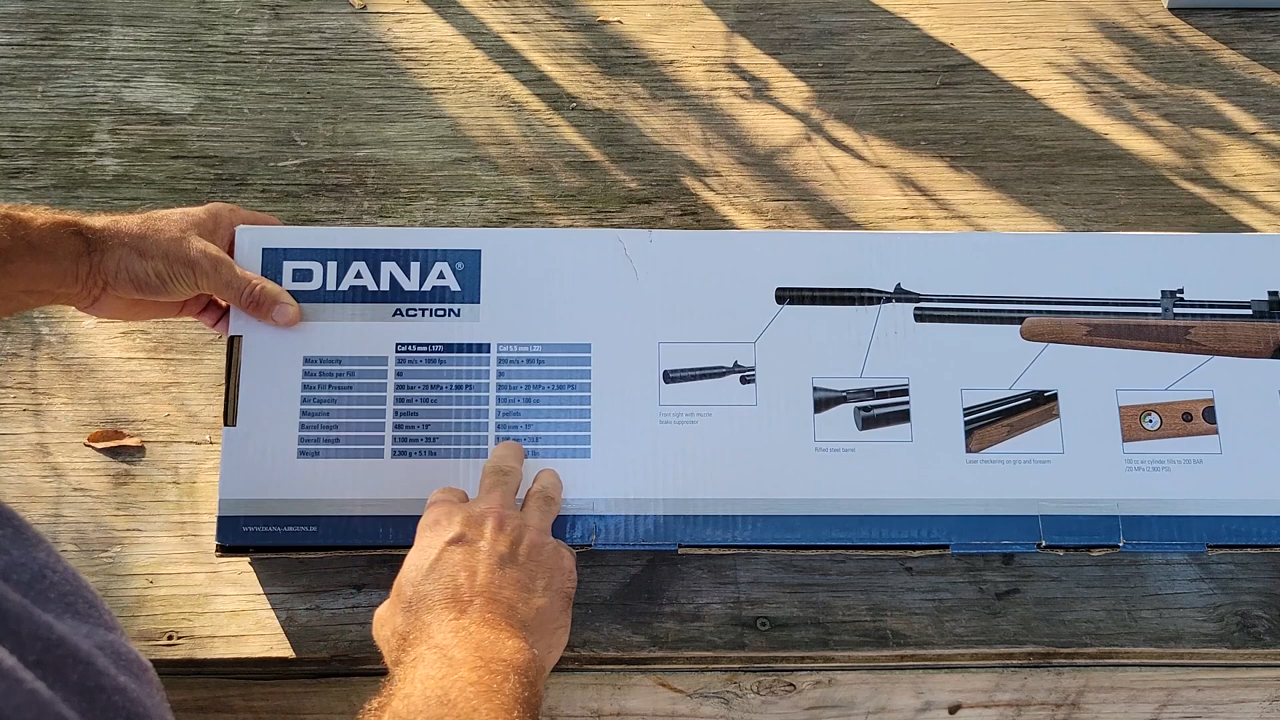 DIANA®
ACTION
Cal 4.5 mm (.177) Cal 5.5 mm (.22)
Max Velocity 320 m/s • 1050 fps 290 m/s • 950 fps
Max Shots per Fill 40 30
Max Fill Pressure 200 bar • 20 MPa • 2,900 PSI 200 bar • 20 MPa • 2,900 PSI
Air Capacity 100 ml • 100 cc 100 ml • 100 cc
Magazine 9 pellets 7 pellets
Barrel length 480 mm • 19" 480 mm • 19"
Overall length 1.100 mm • 39.8" mm • 39.8"
Weight 2.300 g • 5.1 lbs lbs
Front sight with muzzle
brake suppressor
Rifled steel barrel
Laser checkering on grip and forearm
100 cc air cylinder fills to 200 BAR
/20 MPa (2,900 PSI)
WWW.DIANA-AIRGUNS.DE